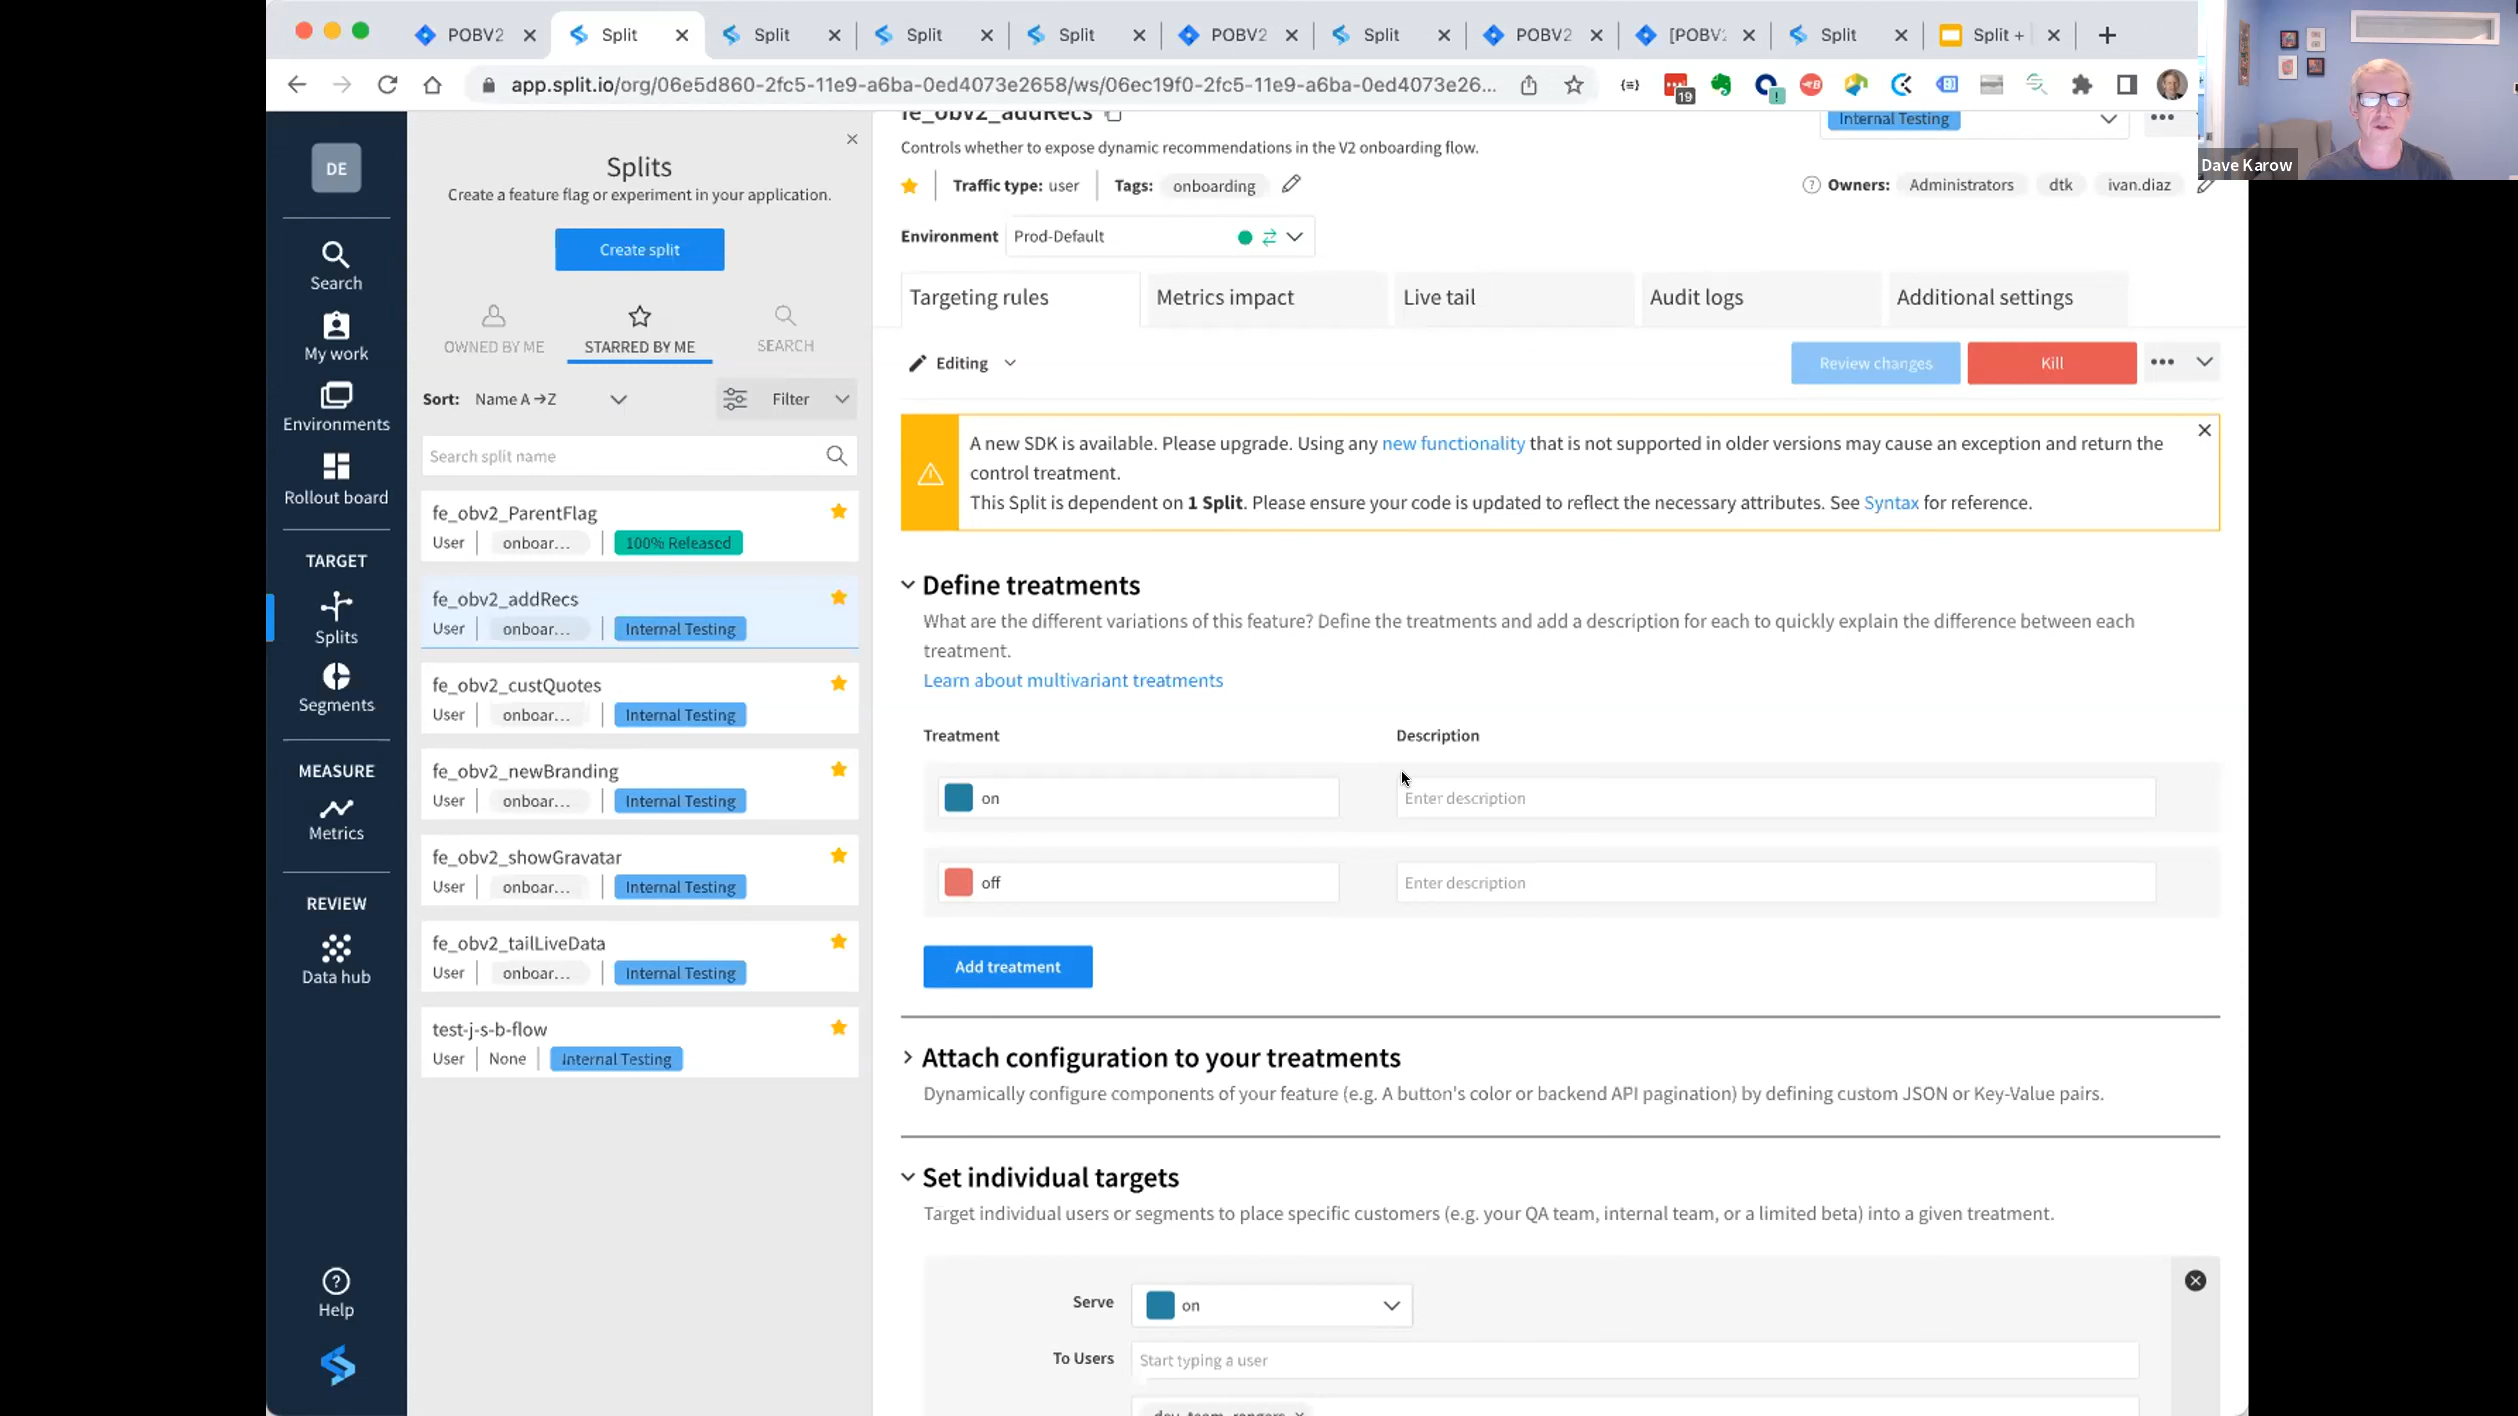 POBV2
Split
Split
Split
Split
POBV2
Split
POBV2
[POBV
Split
Split +
app.split.io/org/06e5d860-2fc5-11e9-a6ba-0ed4073e2658/ws/06ec19f0-2fc5-11e9-a6ba-0ed4073e26...
19
Dave Karow
DE
Search
My work
Environments
Rollout board
TARGET
Splits
Segments
MEASURE
Metrics
REVIEW
Data hub
Help
Splits
Create a feature flag or experiment in your application.
Create split
OWNED BY ME
STARRED BY ME
SEARCH
Sort: Name A→Z
Filter
Search split name
fe_obv2_ParentFlag
User | onboar... | 100% Released
fe_obv2_addRecs
User | onboar... | Internal Testing
fe_obv2_custQuotes
User | onboar... | Internal Testing
fe_obv2_newBranding
User | onboar... | Internal Testing
fe_obv2_showGravatar
User | onboar... | Internal Testing
fe_obv2_tailLiveData
User | onboar... | Internal Testing
test-j-s-b-flow
User | None | Internal Testing
fe_obv2_addRecs
Internal Testing
Controls whether to expose dynamic recommendations in the V2 onboarding flow.
Traffic type: user
Tags: onboarding
Owners: Administrators dtk ivan.diaz
Environment Prod-Default
Targeting rules
Metrics impact
Live tail
Audit logs
Additional settings
Editing
Review changes
Kill
A new SDK is available. Please upgrade. Using any new functionality that is not supported in older versions may cause an exception and return the
control treatment.
This Split is dependent on 1 Split. Please ensure your code is updated to reflect the necessary attributes. See Syntax for reference.
Define treatments
What are the different variations of this feature? Define the treatments and add a description for each to quickly explain the difference between each
treatment.
Learn about multivariant treatments
Treatment
Description
on
Enter description
off
Enter description
Add treatment
Attach configuration to your treatments
Dynamically configure components of your feature (e.g. A button's color or backend API pagination) by defining custom JSON or Key-Value pairs.
Set individual targets
Target individual users or segments to place specific customers (e.g. your QA team, internal team, or a limited beta) into a given treatment.
Serve on
To Users Start typing a user